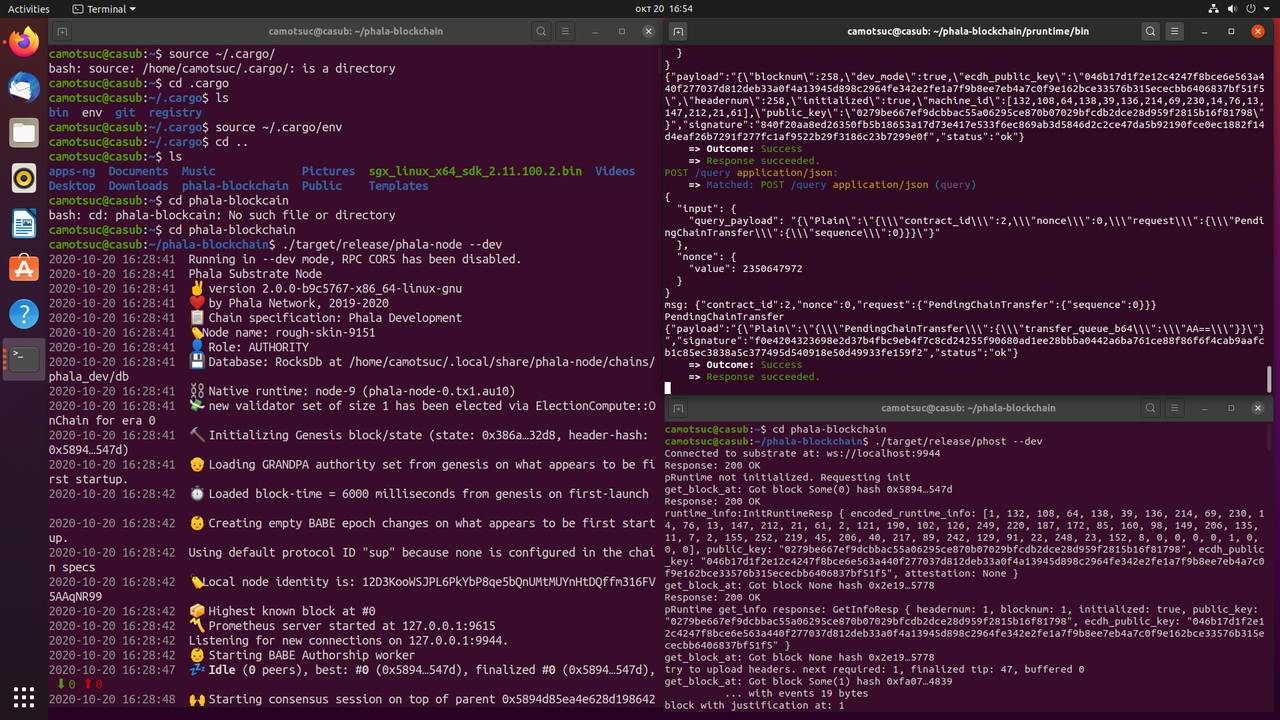 Activities
Terminal
окт 20 16:54
camotsuc@casub: ~/phala-blockchain
camotsuc@casub:~$ source ~/.cargo/
bash: source: /home/camotsuc/.cargo/: is a directory
camotsuc@casub:~$ cd .cargo
camotsuc@casub:~/.cargo$ ls
bin env git registry
camotsuc@casub:~/.cargo$ source ~/.cargo/env
camotsuc@casub:~/.cargo$ cd ..
camotsuc@casub:~$ ls
apps-ng Documents Music Pictures sgx_linux_x64_sdk_2.11.100.2.bin Videos
Desktop Downloads phala-blockchain Public Templates
camotsuc@casub:~$ cd phala-blockcain
bash: cd: phala-blockcain: No such file or directory
camotsuc@casub:~$ cd phala-blockchain
camotsuc@casub:~/phala-blockchain$ ./target/release/phala-node --dev
2020-10-20 16:28:41 Running in --dev mode, RPC CORS has been disabled.
2020-10-20 16:28:41 Phala Substrate Node
2020-10-20 16:28:41 ✌️ version 2.0.0-b9c5767-x86_64-linux-gnu
2020-10-20 16:28:41 ❤️ by Phala Network, 2019-2020
2020-10-20 16:28:41 📋 Chain specification: Phala Development
2020-10-20 16:28:41 🏷 Node name: rough-skin-9151
2020-10-20 16:28:41 👤 Role: AUTHORITY
2020-10-20 16:28:41 💾 Database: RocksDb at /home/camotsuc/.local/share/phala-node/chains/
phala_dev/db
2020-10-20 16:28:41 ⛓ Native runtime: node-9 (phala-node-0.tx1.au10)
2020-10-20 16:28:41 💸 new validator set of size 1 has been elected via ElectionCompute::O
nChain for era 0
2020-10-20 16:28:41 🔨 Initializing Genesis block/state (state: 0x386a…32d8, header-hash:
0x5894…547d)
2020-10-20 16:28:41 👴 Loading GRANDPA authority set from genesis on what appears to be fi
rst startup.
2020-10-20 16:28:41 ⏱ Loaded block-time = 6000 milliseconds from genesis on first-launch
2020-10-20 16:28:42 👶 Creating empty BABE epoch changes on what appears to be first start
up.
2020-10-20 16:28:42 Using default protocol ID "sup" because none is configured in the chai
n specs
2020-10-20 16:28:42 🏷 Local node identity is: 12D3KooWSJPL6PkYbP8qe5bQnUMtMUYnHtDQffm316FV
5AAqNR99
2020-10-20 16:28:42 📦 Highest known block at #0
2020-10-20 16:28:42 〽️ Prometheus server started at 127.0.0.1:9615
2020-10-20 16:28:42 Listening for new connections on 127.0.0.1:9944.
2020-10-20 16:28:42 👶 Starting BABE Authorship worker
2020-10-20 16:28:47 💤 Idle (0 peers), best: #0 (0x5894…547d), finalized #0 (0x5894…547d),
⬇ 0 ⬆ 0
2020-10-20 16:28:48 🙌 Starting consensus session on top of parent 0x5894d85ea4e628d198642
camotsuc@casub: ~/phala-blockchain/pruntime/bin
}
}
{"payload":"{\"blocknum\":258,\"dev_mode\":true,\"ecdh_public_key\":\"046b17d1f2e12c4247f8bce6e563a4
40f277037d812deb33a0f4a13945d898c2964fe342e2fe1a7f9b8ee7eb4a7c0f9e162bce33576b315ececbb6406837bf51f5
\",\"headernum\":258,\"initialized\":true,\"machine_id\":[132,108,64,138,39,136,214,69,230,14,76,13,
147,212,21,61],\"public_key\":\"0279be667ef9dcbbac55a06295ce870b07029bfcdb2dce28d959f2815b16f81798\"
}","signature":"840f20aa8ed26350fb5b18653a17d73e417e533f6ec869ab3d5846d2c2ce47da5b92190fce0ec1882f14
d4eaf26b7291f277fc1af9522b29f3186c23b7299e0f","status":"ok"}
=> Outcome: Success
=> Response succeeded.
POST /query application/json:
=> Matched: POST /query application/json (query)
{
"input": {
"query_payload": "{\"Plain\":\"{\\\"contract_id\\\":2,\\\"nonce\\\":0,\\\"request\\\":{\\\"Pendi
ngChainTransfer\\\":{\\\"sequence\\\":0}}}\"}"
},
"nonce": {
"value": 2350647972
}
}
msg: {"contract_id":2,"nonce":0,"request":{"PendingChainTransfer":{"sequence":0}}}
PendingChainTransfer
{"payload":"{\"Plain\":\"{\\\"PendingChainTransfer\\\":{\\\"transfer_queue_b64\\\":\\\"AA==\\\"}}\"}
","signature":"f0e4204323698e2d37b4fbc9eb4f7c8cd24255f90680ad1ee28bbba0442a6ba761ce88f86f6f4cab9aafc
b1c85ec3838a5c377495d540918e50d49933fe159f2","status":"ok"}
=> Outcome: Success
=> Response succeeded.
camotsuc@casub: ~/phala-blockchain
camotsuc@casub:~$ cd phala-blockchain
camotsuc@casub:~/phala-blockchain$ ./target/release/phost --dev
Connected to substrate at: ws://localhost:9944
Response: 200 OK
pRuntime not initialized. Requesting init
get_block_at: Got block Some(0) hash 0x5894…547d
Response: 200 OK
runtime_info:InitRuntimeResp { encoded_runtime_info: [1, 132, 108, 64, 138, 39, 136, 214, 69, 230, 1
4, 76, 13, 147, 212, 21, 61, 2, 121, 190, 102, 126, 249, 220, 187, 172, 85, 160, 98, 149, 206, 135,
11, 7, 2, 155, 252, 219, 45, 206, 40, 217, 89, 242, 129, 91, 22, 248, 23, 152, 8, 0, 0, 0, 0, 1, 0,
0, 0], public_key: "0279be667ef9dcbbac55a06295ce870b07029bfcdb2dce28d959f2815b16f81798", ecdh_public
_key: "046b17d1f2e12c4247f8bce6e563a440f277037d812deb33a0f4a13945d898c2964fe342e2fe1a7f9b8ee7eb4a7c0
f9e162bce33576b315ececbb6406837bf51f5", attestation: None }
get_block_at: Got block None hash 0x2e19…5778
Response: 200 OK
pRuntime get_info response: GetInfoResp { headernum: 1, blocknum: 1, initialized: true, public_key:
"0279be667ef9dcbbac55a06295ce870b07029bfcdb2dce28d959f2815b16f81798", ecdh_public_key: "046b17d1f2e1
2c4247f8bce6e563a440f277037d812deb33a0f4a13945d898c2964fe342e2fe1a7f9b8ee7eb4a7c0f9e162bce33576b315e
cecbb6406837bf51f5" }
get_block_at: Got block None hash 0x2e19…5778
try to upload headers. next required: 1, finalized tip: 47, buffered 0
get_block_at: Got block Some(1) hash 0xfa07…4839
... with events 19 bytes
block with justification at: 1